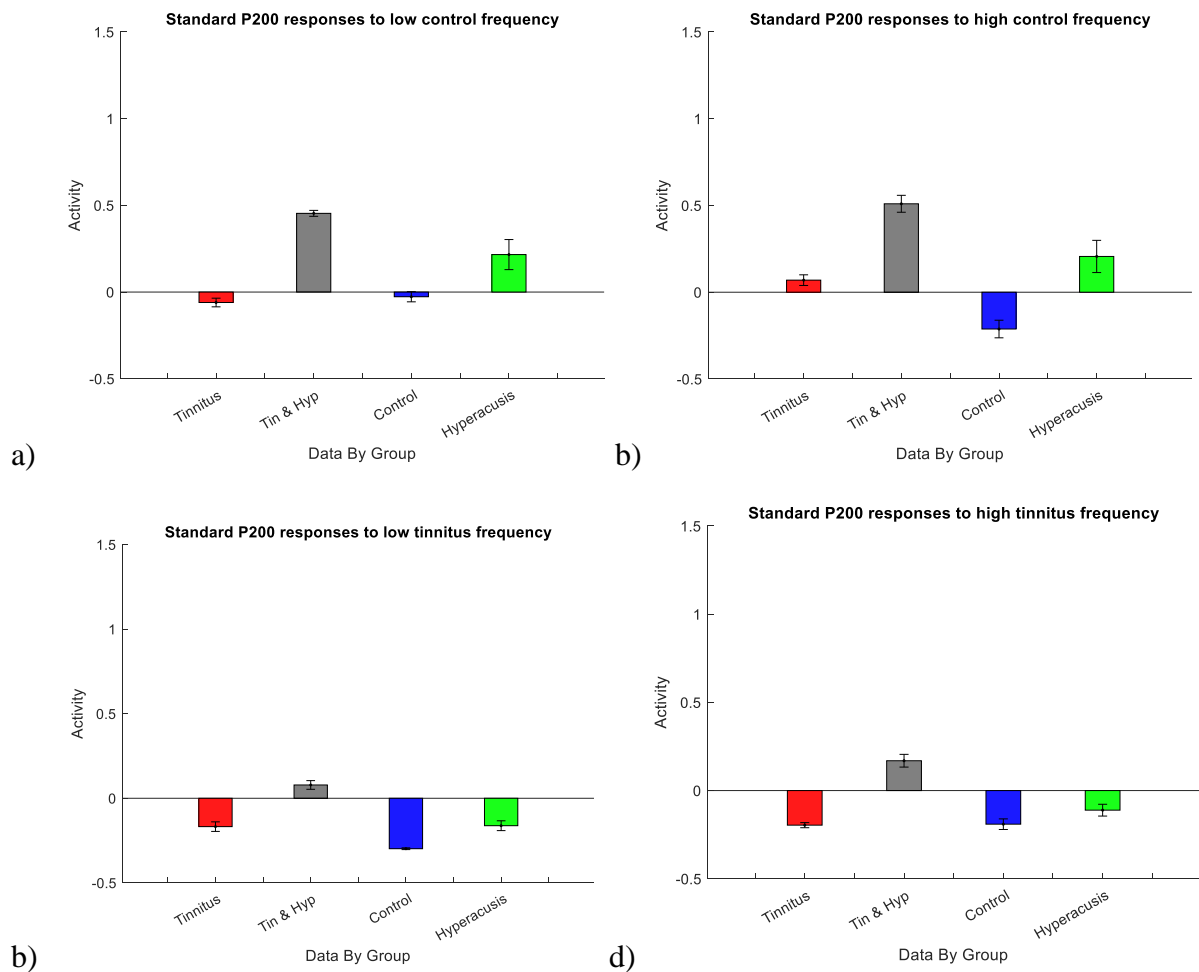 Standard P200 responses to low control frequency
1.5
1
0.5
0
-0.5
Activity
Tinnitus
Tin & Hyp
Control
Hyperacusis
Data By Group
a)
Standard P200 responses to high control frequency
1.5
1
0.5
0
-0.5
Activity
Tinnitus
Tin & Hyp
Control
Hyperacusis
Data By Group
b)
Standard P200 responses to low tinnitus frequency
1.5
1
0.5
0
-0.5
Activity
Tinnitus
Tin & Hyp
Control
Hyperacusis
Data By Group
b)
Standard P200 responses to high tinnitus frequency
1.5
1
0.5
0
-0.5
Activity
Tinnitus
Tin & Hyp
Control
Hyperacusis
Data By Group
d)